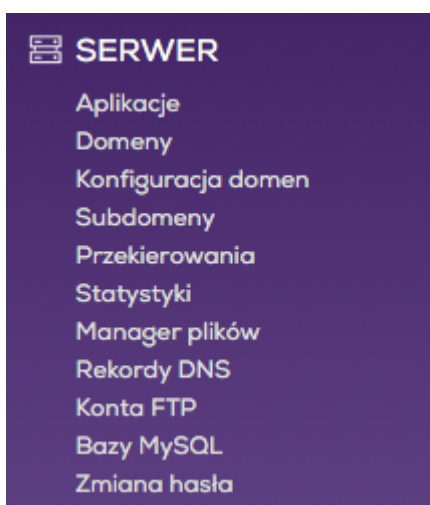 SERWER
Aplikacje
Domeny
Konfiguracja domen
Subdomeny
Przekierowania
Statystyki
Manager plików
Rekordy DNS
Konta FTP
Bazy MySQL
Zmiana hasła